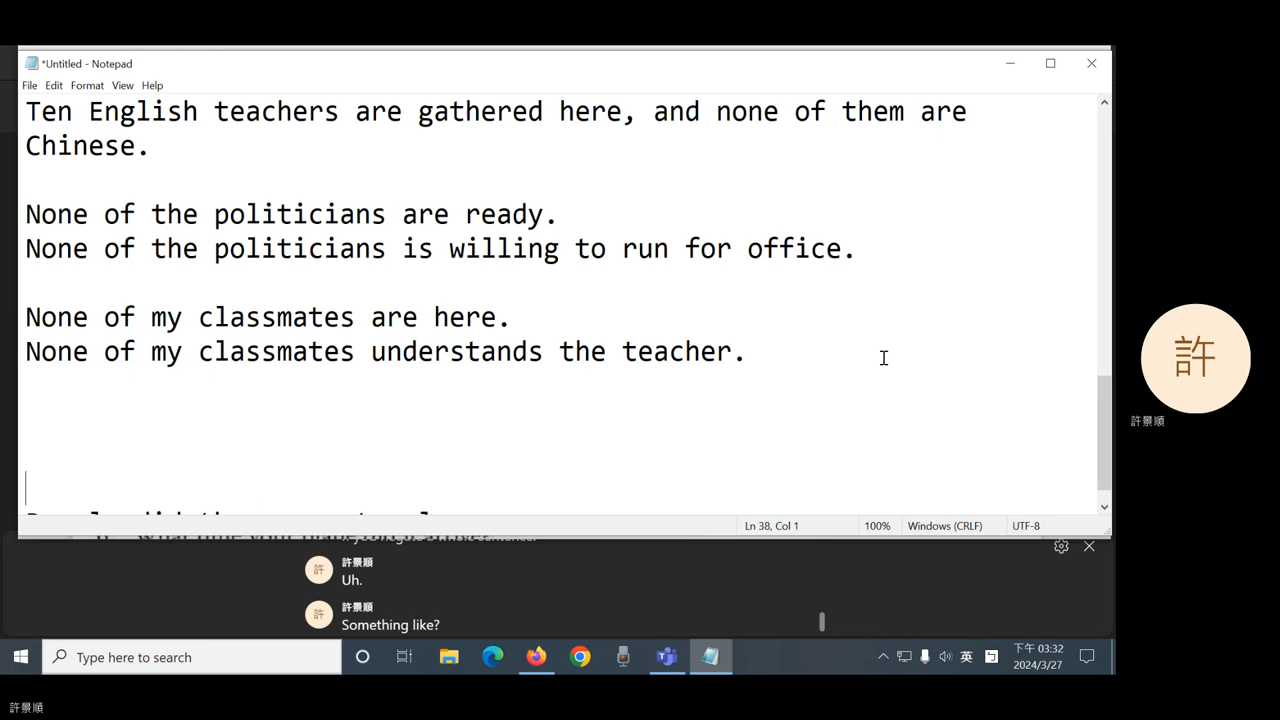 *Untitled - Notepad
File Edit Format View Help
Ten English teachers are gathered here, and none of them are
Chinese.
None of the politicians are ready.
None of the politicians is willing to run for office.
None of my classmates are here.
None of my classmates understands the teacher.
Ln 38, Col 1 100% Windows (CRLF) UTF-8
許景順
Uh.
許景順
Something like?
許
許
許
許景順
Type here to search
英
下午 03:32
2024/3/27
許景順